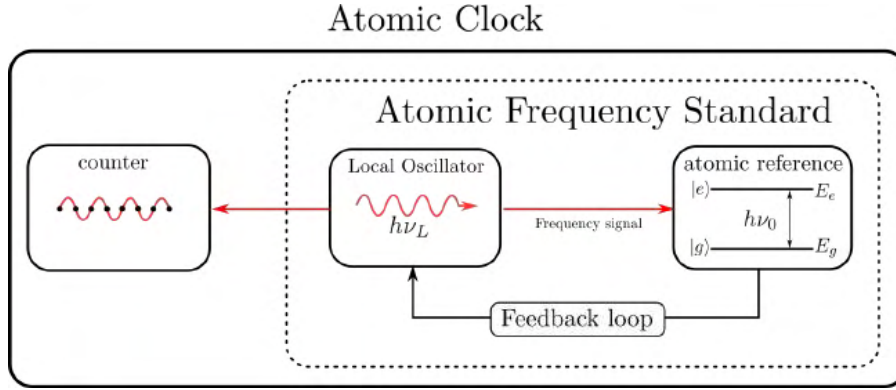 Atomic Clock
Atomic Frequency Standard
counter
Local Oscillator
hν_L
Frequency signal
atomic reference
|e⟩ E_e
hν_0
|g⟩ E_g
Feedback loop